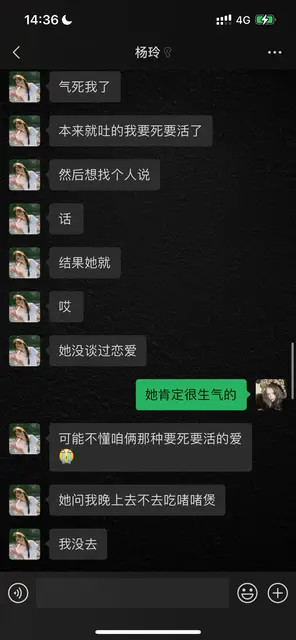 14:36
4G
杨玲
气死我了
本来就吐的我要死要活了
然后想找个人说
话
结果她就
哎
她没谈过恋爱
她肯定很生气的
可能不懂咱俩那种要死要活的爱
😭
她问我晚上去不去吃啫啫煲
我没去